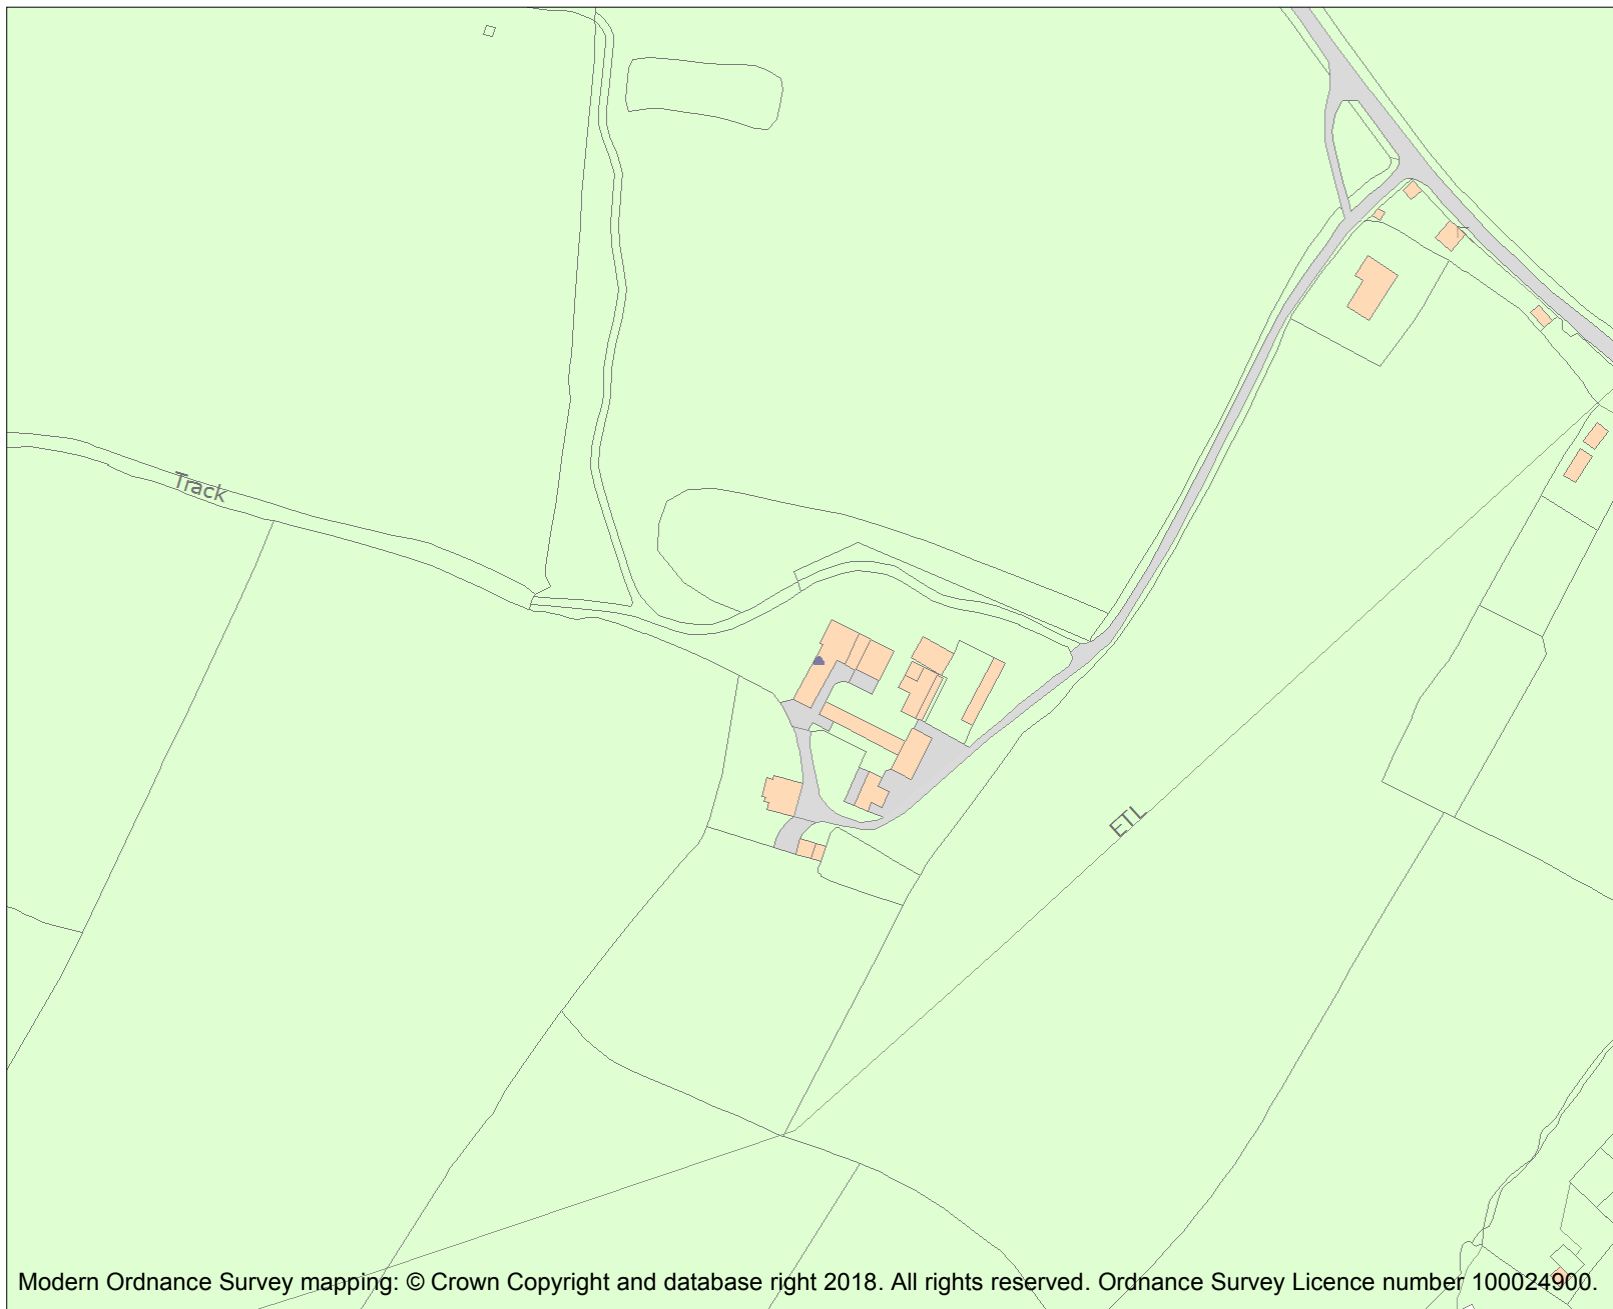 Track
ETL
Modern Ordnance Survey mapping: © Crown Copyright and database right 2018. All rights reserved. Ordnance Survey Licence number 100024900.